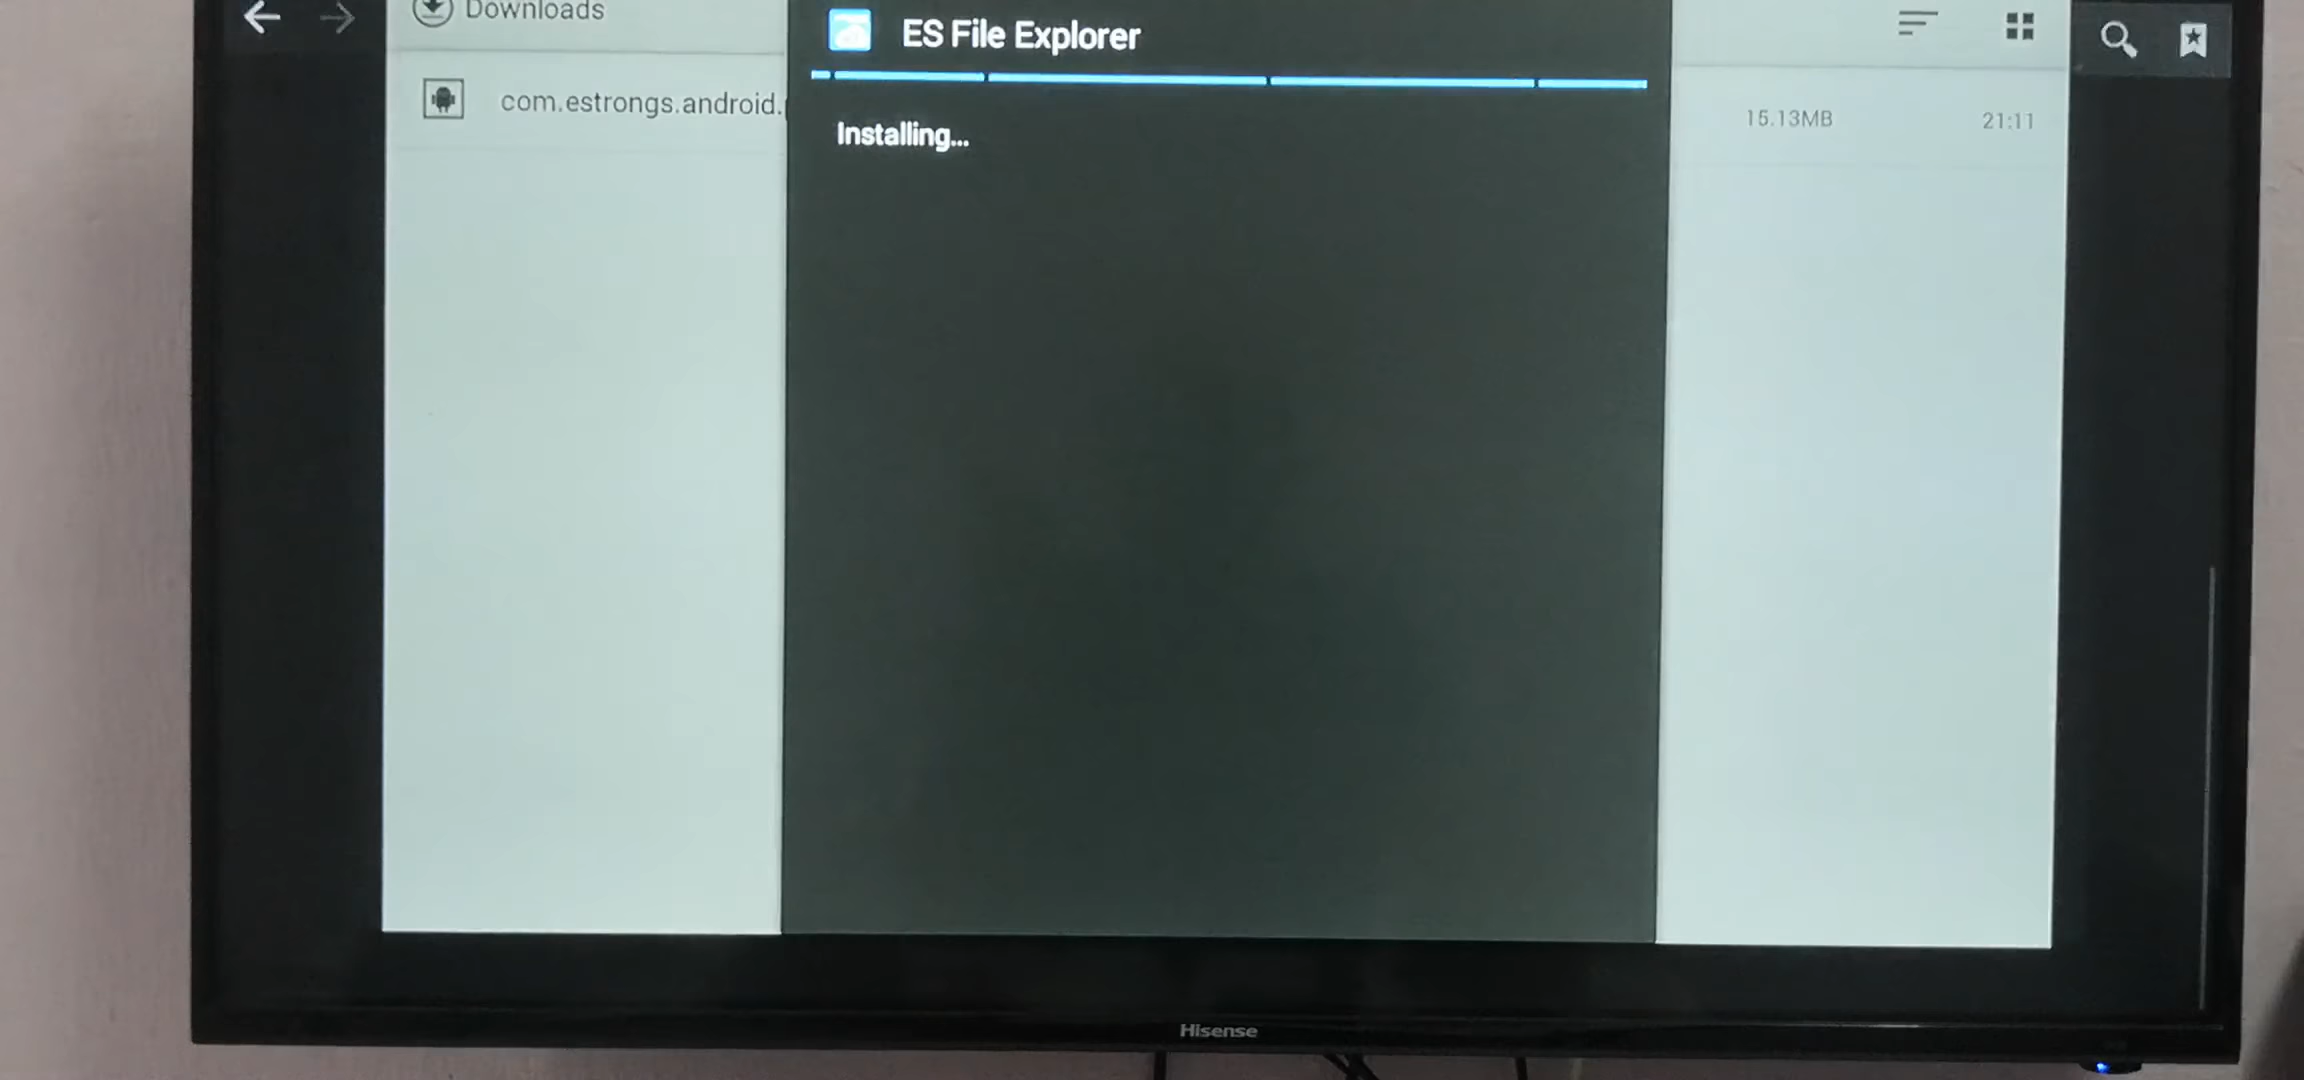 Downloads
ES File Explorer
com.estrongs.android.
15.13MB
21:11
Installing...
Hisense